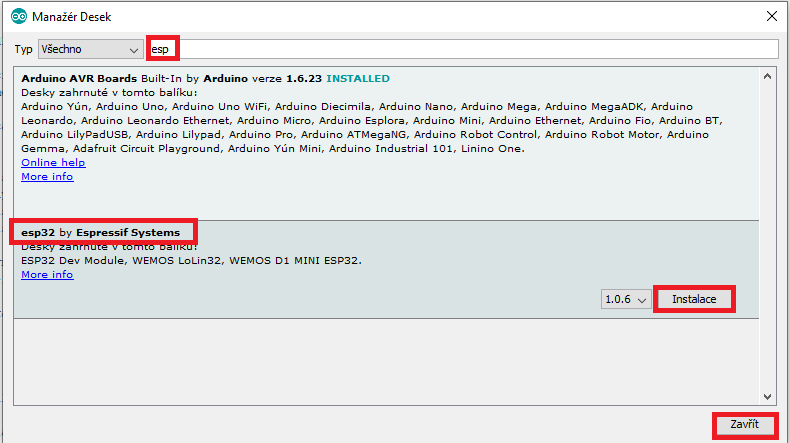 Manažér Desek
Typ Všechno esp
Arduino AVR Boards Built-In by Arduino verze 1.6.23 INSTALLED
Desky zahrnuté v tomto balíku:
Arduino Yún, Arduino Uno, Arduino Uno WiFi, Arduino Diecimila, Arduino Nano, Arduino Mega, Arduino MegaADK, Arduino
Leonardo, Arduino Leonardo Ethernet, Arduino Micro, Arduino Esplora, Arduino Mini, Arduino Ethernet, Arduino Fio, Arduino BT,
Arduino LilyPadUSB, Arduino Lilypad, Arduino Pro, Arduino ATMegaNG, Arduino Robot Control, Arduino Robot Motor, Arduino
Gemma, Adafruit Circuit Playground, Arduino Yún Mini, Arduino Industrial 101, Linino One.
Online help
More info
esp32 by Espressif Systems
Desky zahrnuté v tomto balíku:
ESP32 Dev Module, WEMOS LoLin32, WEMOS D1 MINI ESP32.
More info
1.0.6 Instalace
Zavřít